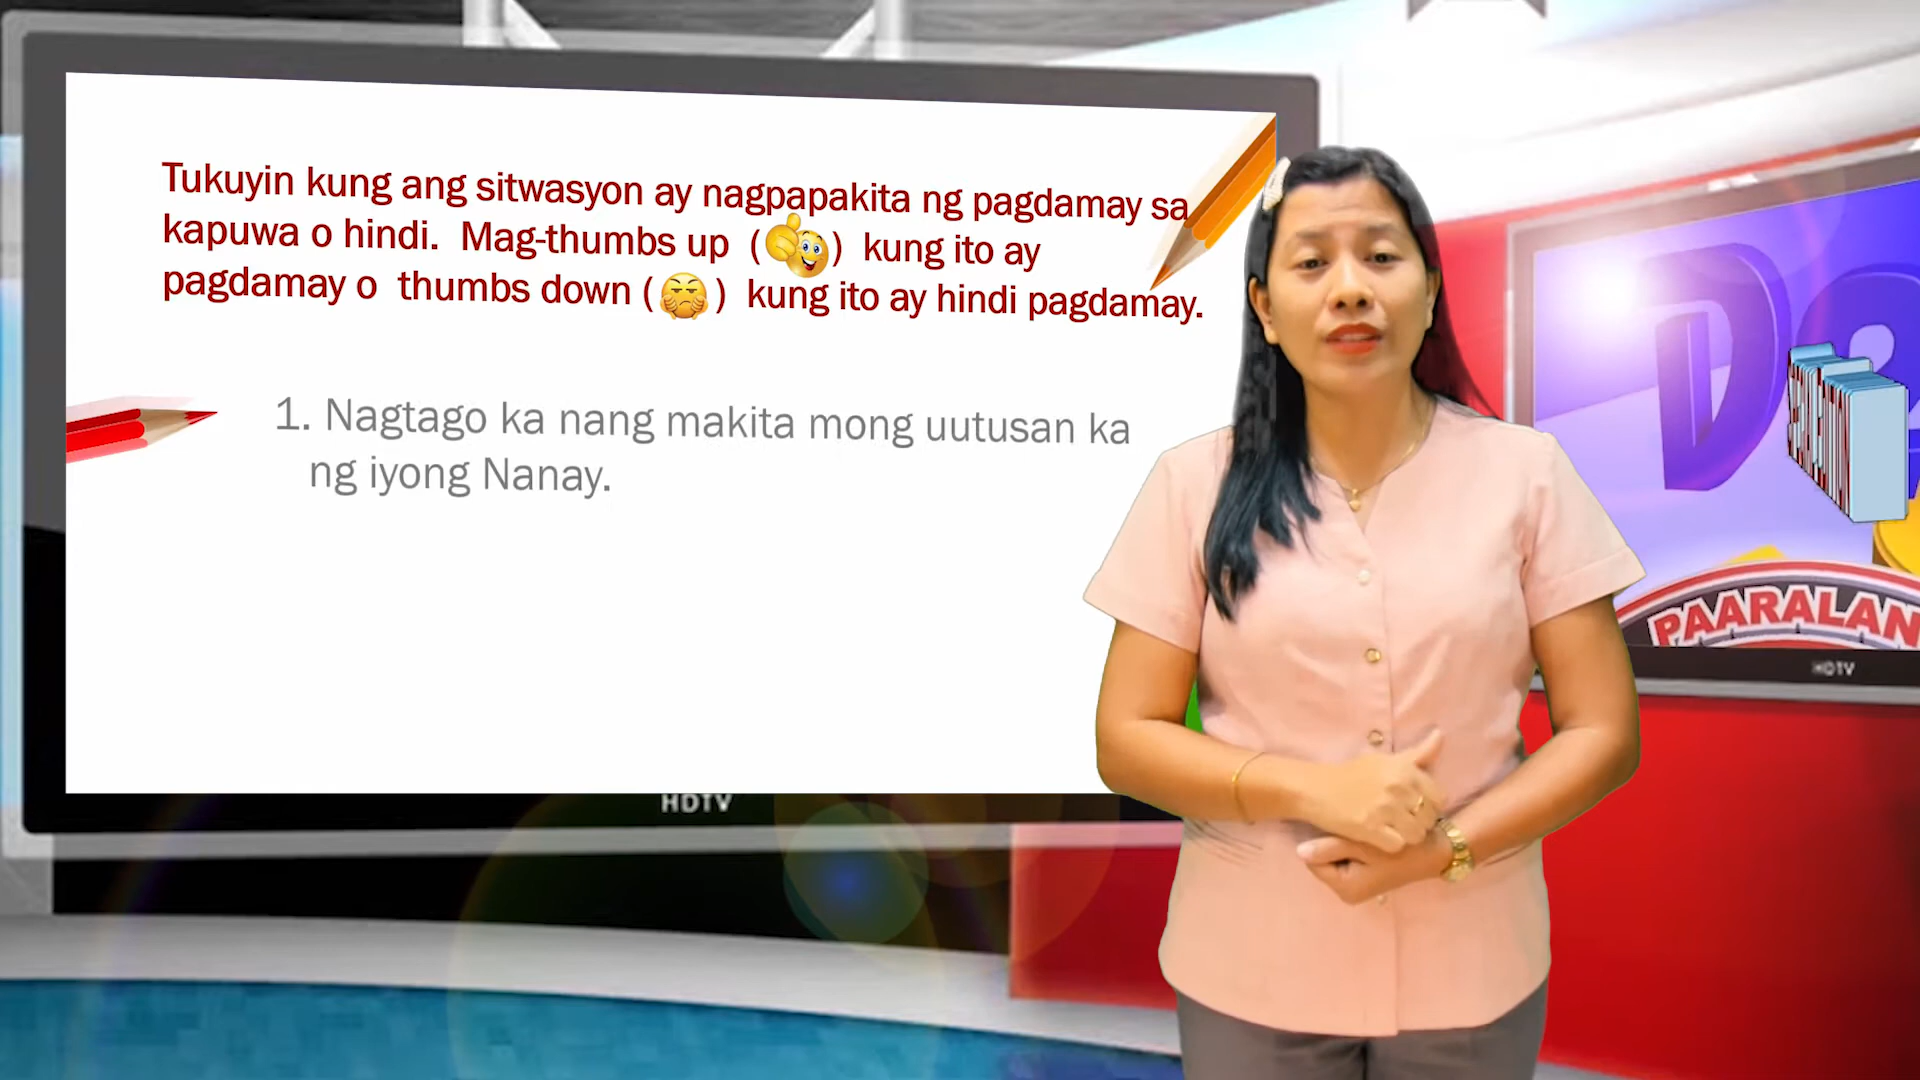 Tukuyin kung ang sitwasyon ay nagpapakita ng pagdamay sa
kapuwa o hindi. Mag-thumbs up ( ) kung ito ay
pagdamay o thumbs down ( ) kung ito ay hindi pagdamay.
1. Nagtago ka nang makita mong uutusan ka
ng iyong Nanay.
HDTV
PAARALAN
HDTV